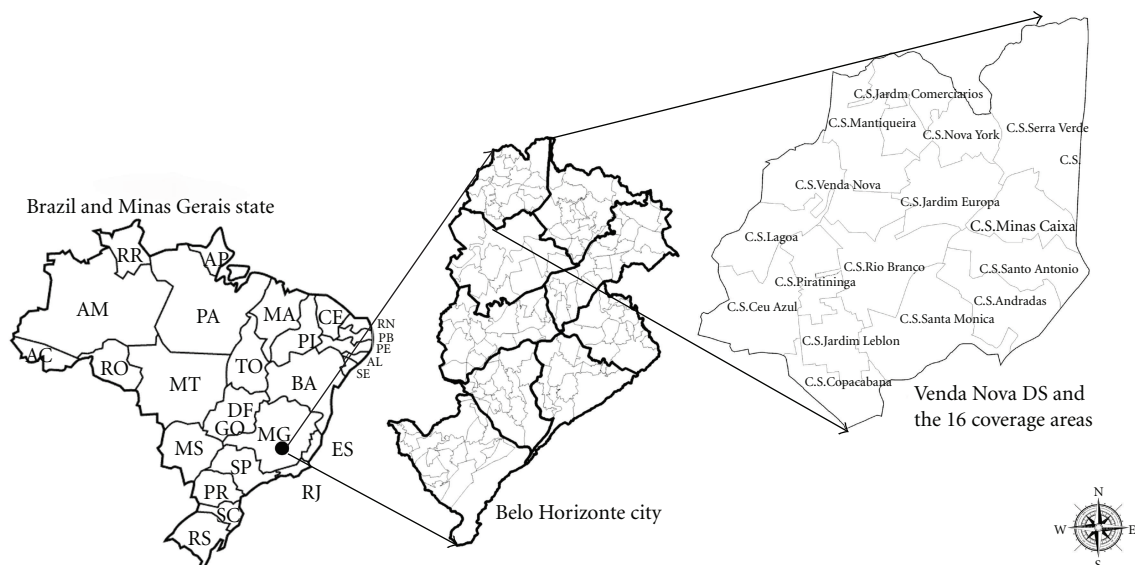 Brazil and Minas Gerais state
RR
AP
AM
PA
MA
CE
RN
PB
PE
AL
SE
PI
AC
RO
TO
MT
BA
DF
GO
MG
MS
ES
SP
RJ
PR
SC
RS
Belo Horizonte city
C.S.Jardm Comerciarios
C.S.Mantiqueira
C.S.Nova York
C.S.Serra Verde
C.S.
C.S.Venda Nova
C.S.Jardim Europa
C.S.Minas Caixa
C.S.Lagoa
C.S.Rio Branco
C.S.Santo Antonio
C.S.Piratininga
C.S.Ceu Azul
C.S.Andradas
C.S.Santa Monica
C.S.Jardim Leblon
C.S.Copacabana
Venda Nova DS and
the 16 coverage areas
N
W
E
S